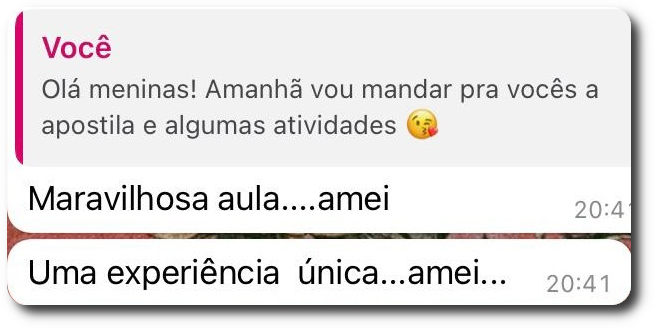 Você
Olá meninas! Amanhã vou mandar pra vocês a
apostila e algumas atividades 😘
Maravilhosa aula....amei
20:41
Uma experiência única...amei...
20:41